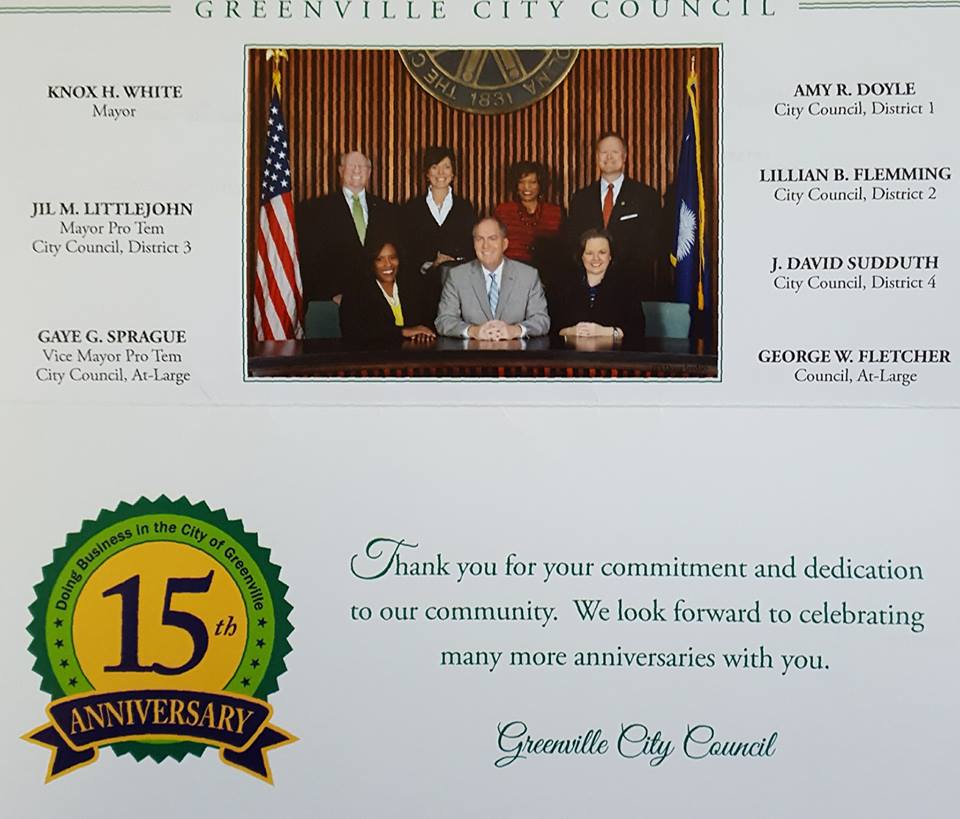 GREENVILLE CITY COUNCIL
KNOX H. WHITE
Mayor
JIL M. LITTLEJOHN
Mayor Pro Tem
City Council, District 3
GAYE G. SPRAGUE
Vice Mayor Pro Tem
City Council, At-Large
1831
AMY R. DOYLE
City Council, District 1
LILLIAN B. FLEMMING
City Council, District 2
J. DAVID SUDDUTH
City Council, District 4
GEORGE W. FLETCHER
Council, At-Large
Doing Business in the City of Greenville
15th
ANNIVERSARY
Thank you for your commitment and dedication
to our community. We look forward to celebrating
many more anniversaries with you.
Greenville City Council